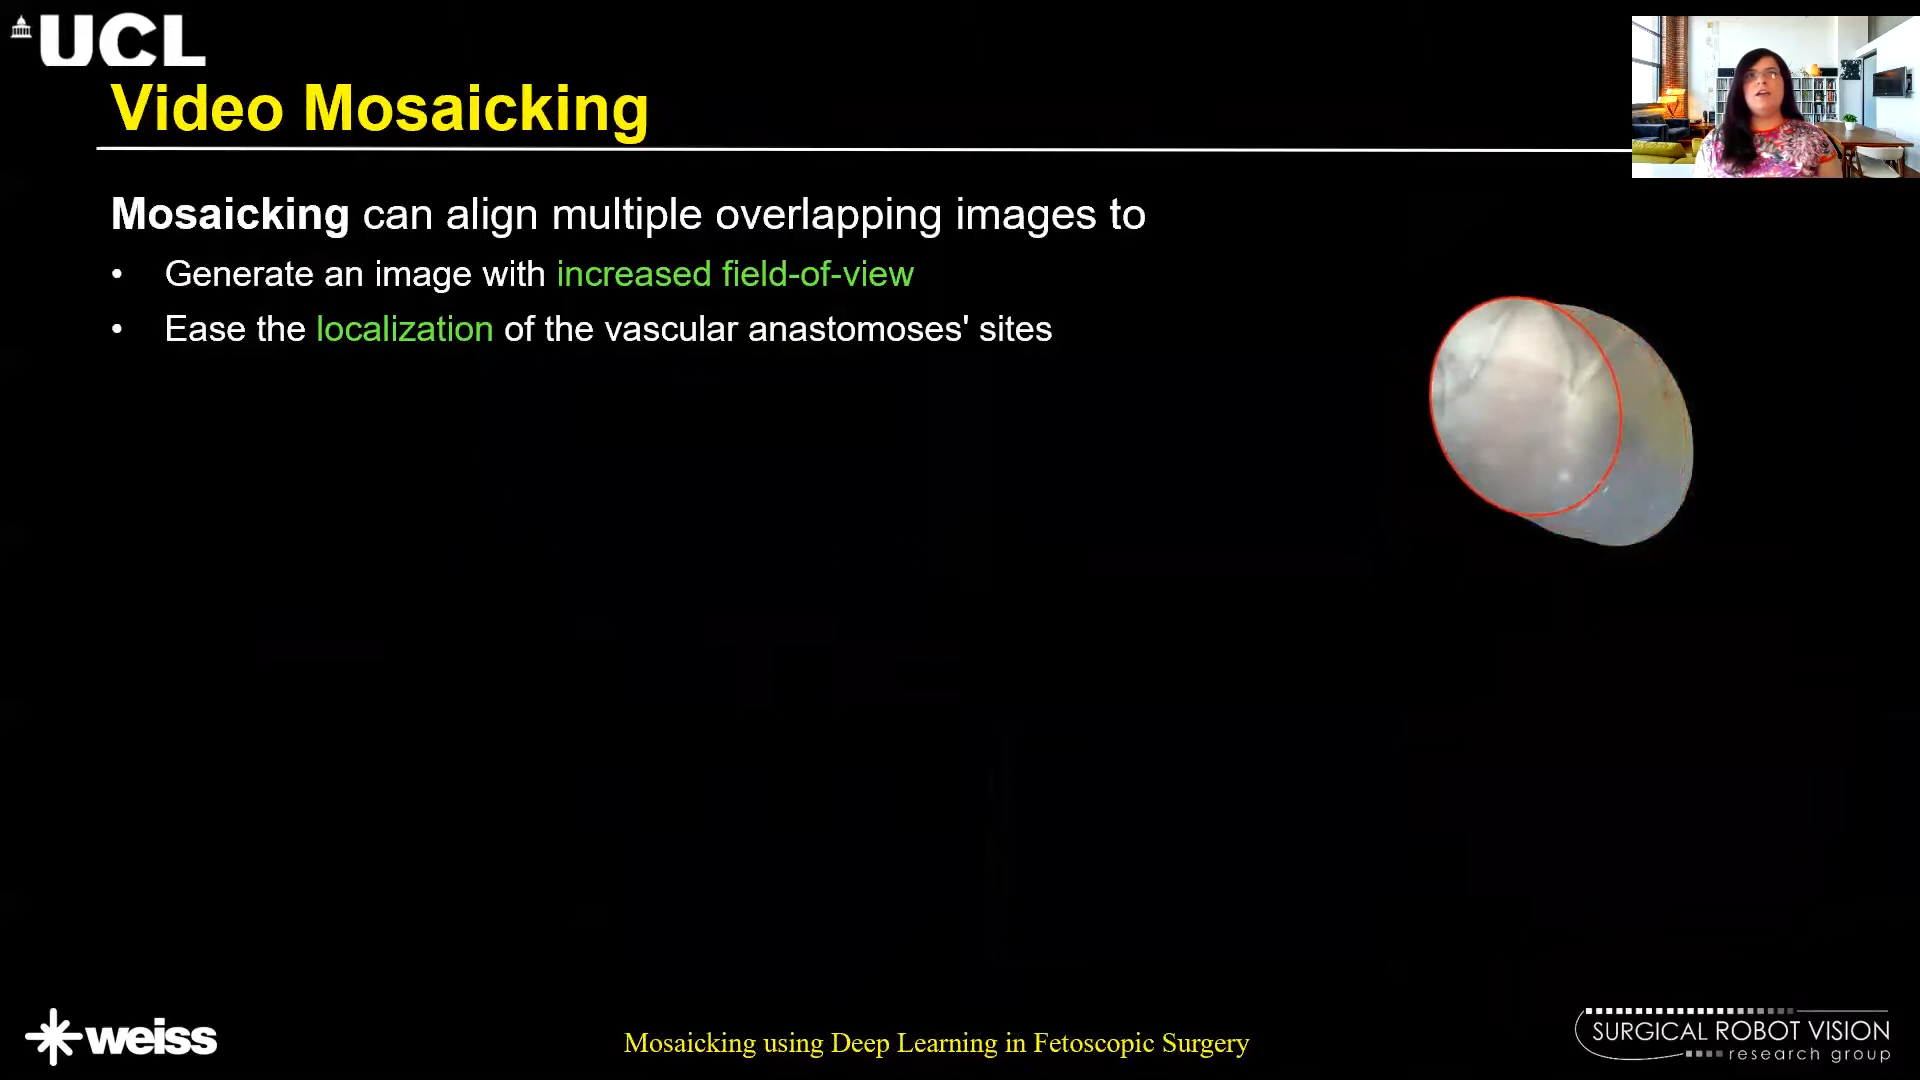 UCL
Video Mosaicking
Mosaicking can align multiple overlapping images to
• Generate an image with increased field-of-view
• Ease the localization of the vascular anastomoses' sites
weiss
Mosaicking using Deep Learning in Fetoscopic Surgery
SURGICAL ROBOT VISION
research group